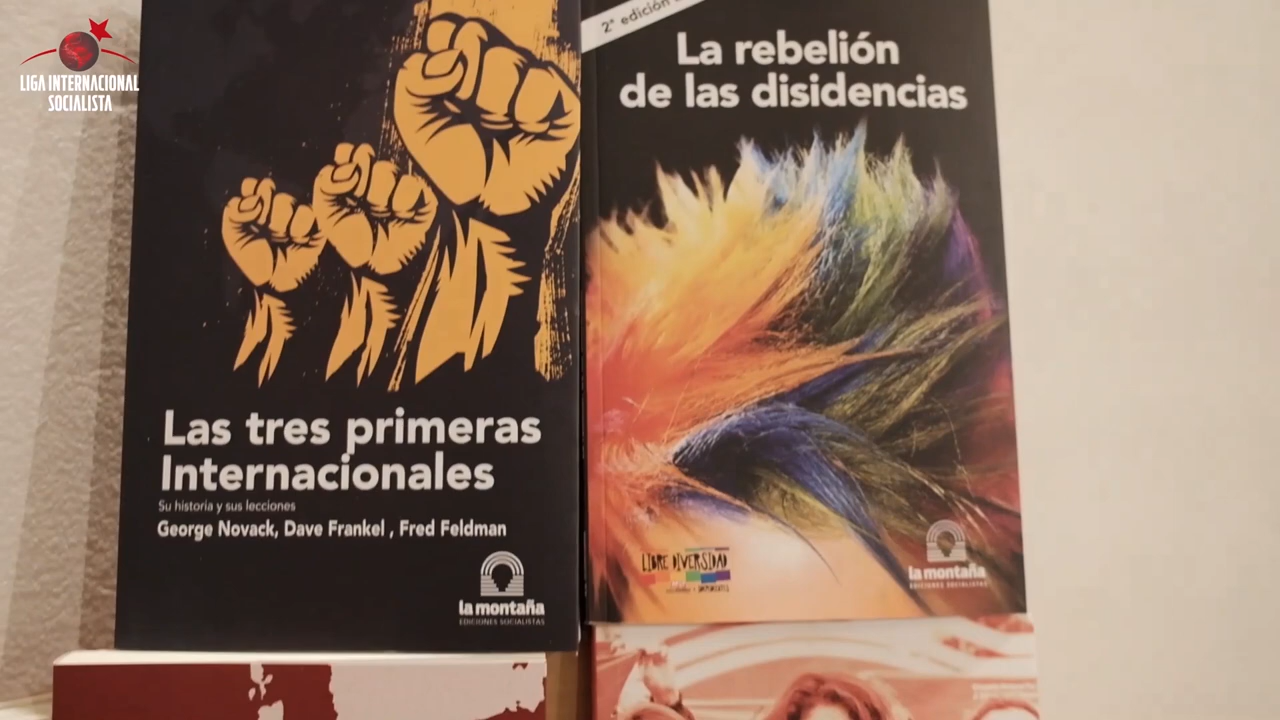 LIGA INTERNACIONAL
SOCIALISTA
Las tres primeras
Internacionales
Su historia y sus lecciones
George Novack, Dave Frankel , Fred Feldman
la montaña
EDICIONES SOCIALISTAS
2ª edición
La rebelión
de las disidencias
LIBRE DIVERSIDAD
la montaña
EDICIONES SOCIALISTAS